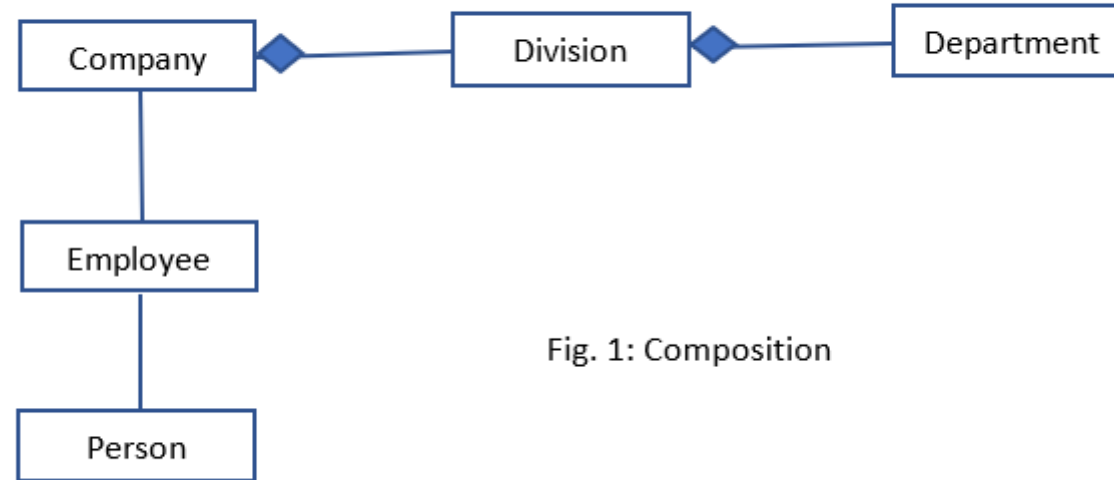 Company
Division
Department
Employee
Fig. 1: Composition
Person